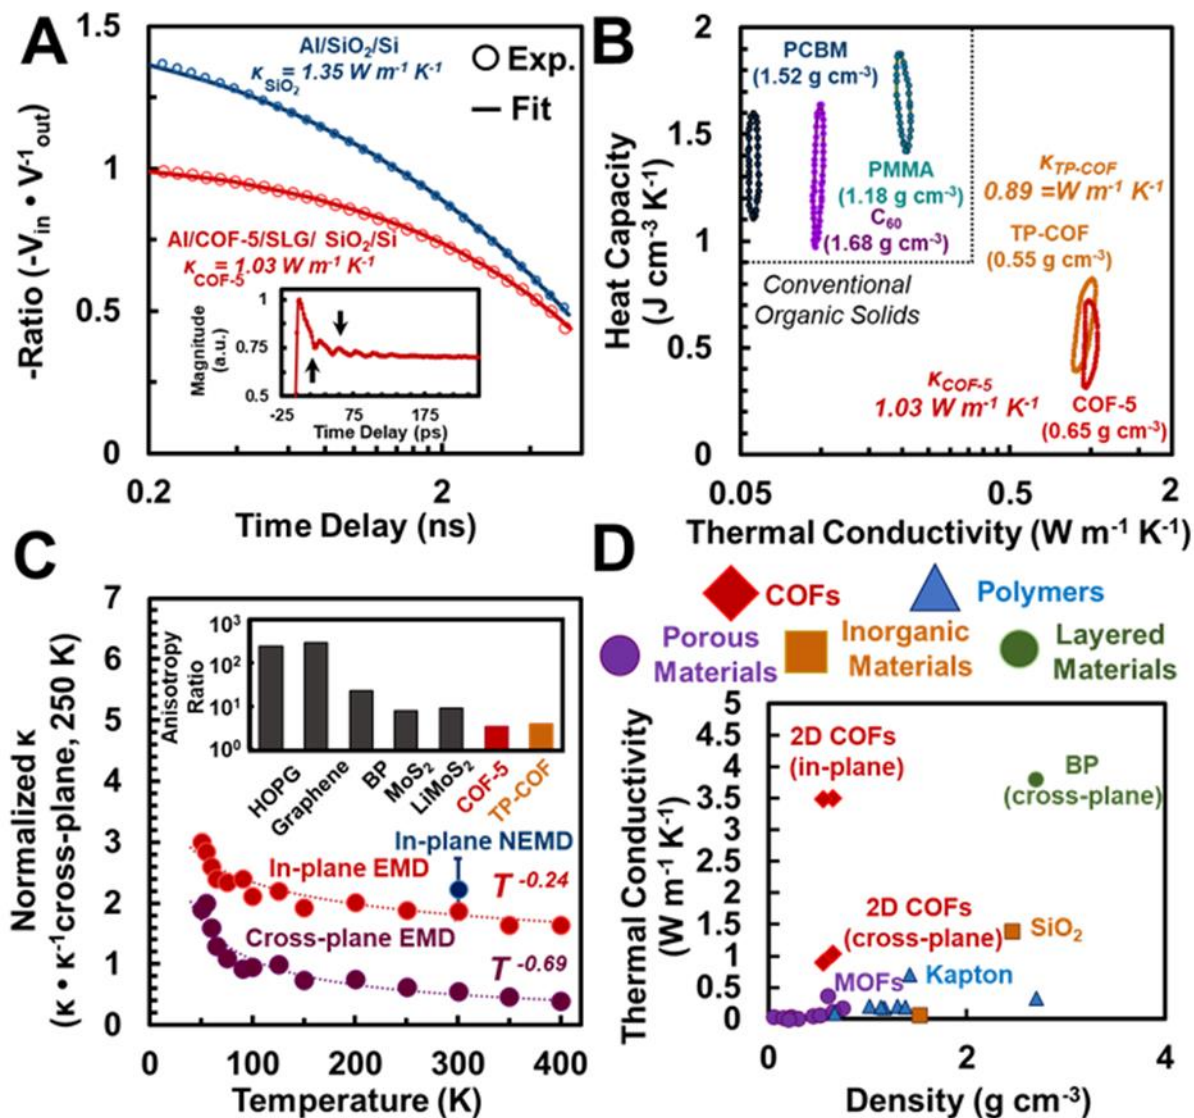 A
1.5
1
0.5
0
-Ratio (-Vin • V-1out)
Al/SiO2/Si
κSiO2 = 1.35 W m-1 K-1
Exp.
Fit
Al/COF-5/SLG/ SiO2/Si
κCOF-5 = 1.03 W m-1 K-1
Magnitude
(a.u.)
1
0.75
0.5
-25 75 175
Time Delay (ps)
0.2 2
Time Delay (ns)
B
2
1.5
1
0.5
0
Heat Capacity
(J cm-3 K-1)
PCBM
(1.52 g cm-3)
PMMA
(1.18 g cm-3)
C60
(1.68 g cm-3)
Conventional
Organic Solids
κTP-COF
0.89 =W m-1 K-1
TP-COF
(0.55 g cm-3)
κCOF-5
1.03 W m-1 K-1
COF-5
(0.65 g cm-3)
0.05 0.5 2
Thermal Conductivity (W m-1 K-1)
C
7
6
5
4
3
2
1
0
Normalized κ
(κ • κ-1cross-plane, 250 K)
Anisotropy
Ratio
103
102
101
100
HOPG
Graphene
BP
MoS2
LiMoS2
COF-5
TP-COF
In-plane NEMD
In-plane EMD
T -0.24
Cross-plane EMD
T -0.69
0 100 200 300 400
Temperature (K)
D
COFs
Polymers
Porous
Materials
Inorganic
Materials
Layered
Materials
5
4.5
4
3.5
3
2.5
2
1.5
1
0.5
0
Thermal Conductivity
(W m-1 K-1)
2D COFs
(in-plane)
BP
(cross-plane)
2D COFs
(cross-plane)
SiO2
MOFs
Kapton
0 2 4
Density (g cm-3)